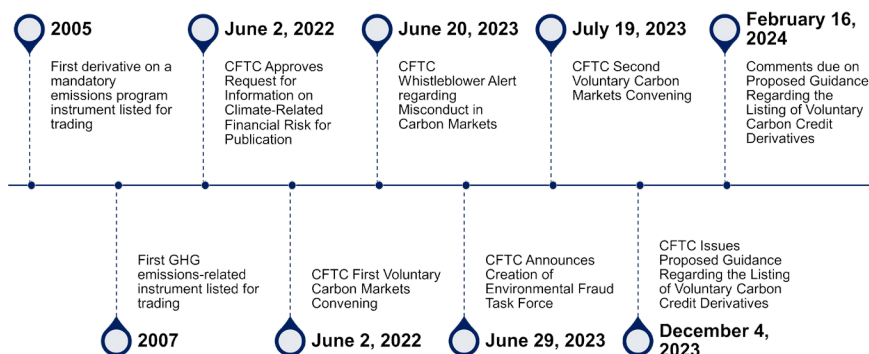 2005
First derivative on a
mandatory
emissions program
instrument listed for
trading
June 2, 2022
CFTC Approves
Request for
Information on
Climate-Related
Financial Risk for
Publication
June 20, 2023
CFTC
Whistleblower Alert
regarding
Misconduct in
Carbon Markets
July 19, 2023
CFTC Second
Voluntary Carbon
Markets Convening
February 16,
2024
Comments due on
Proposed Guidance
Regarding the
Listing of Voluntary
Carbon Credit
Derivatives
First GHG
emissions-related
instrument listed for
trading
2007
CFTC First Voluntary
Carbon Markets
Convening
June 2, 2022
CFTC Announces
Creation of
Environmental Fraud
Task Force
June 29, 2023
CFTC Issues
Proposed Guidance
Regarding the Listing
of Voluntary Carbon
Credit Derivatives
December 4,
2023